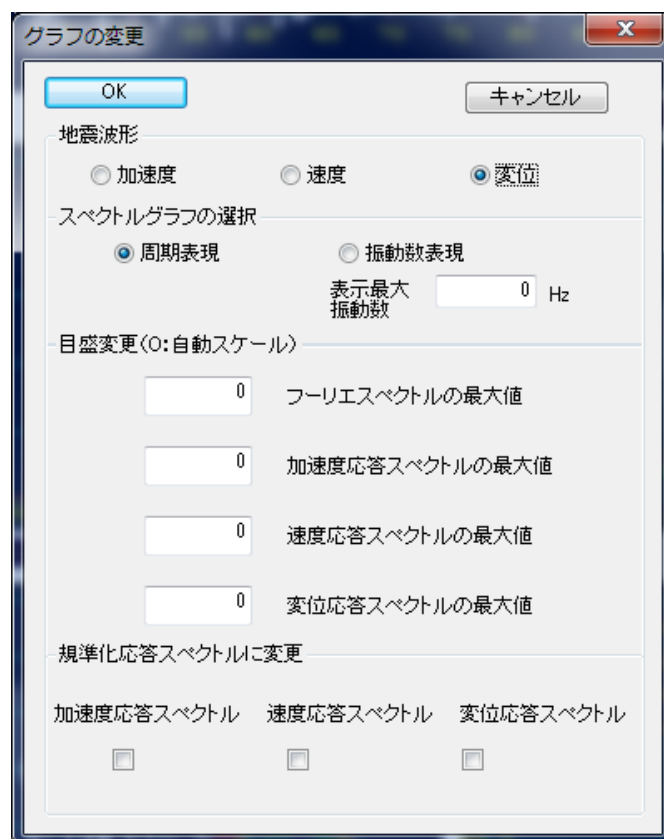 グラフの変更
OK キャンセル
地震波形
加速度 速度 変位
スペクトルグラフの選択
周期表現 振動数表現
表示最大
振動数 0 Hz
目盛変更(0:自動スケール)
0 フーリエスペクトルの最大値
0 加速度応答スペクトルの最大値
0 速度応答スペクトルの最大値
0 変位応答スペクトルの最大値
規準化応答スペクトルに変更
加速度応答スペクトル 速度応答スペクトル 変位応答スペクトル